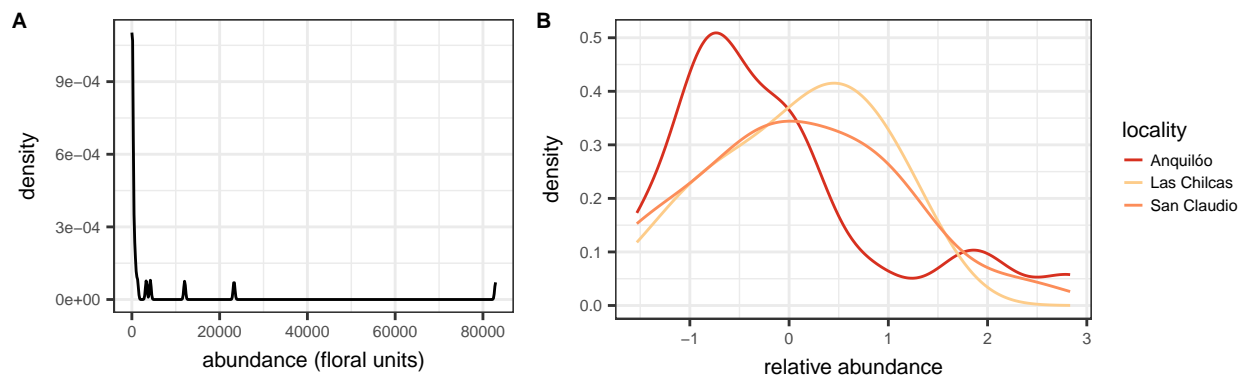 A
9e−04
6e−04
3e−04
0e+00
density
0 20000 40000 60000 80000
abundance (floral units)
B
0.5
0.4
0.3
0.2
0.1
0.0
density
−1 0 1 2 3
relative abundance
locality
Anquilóo
Las Chilcas
San Claudio